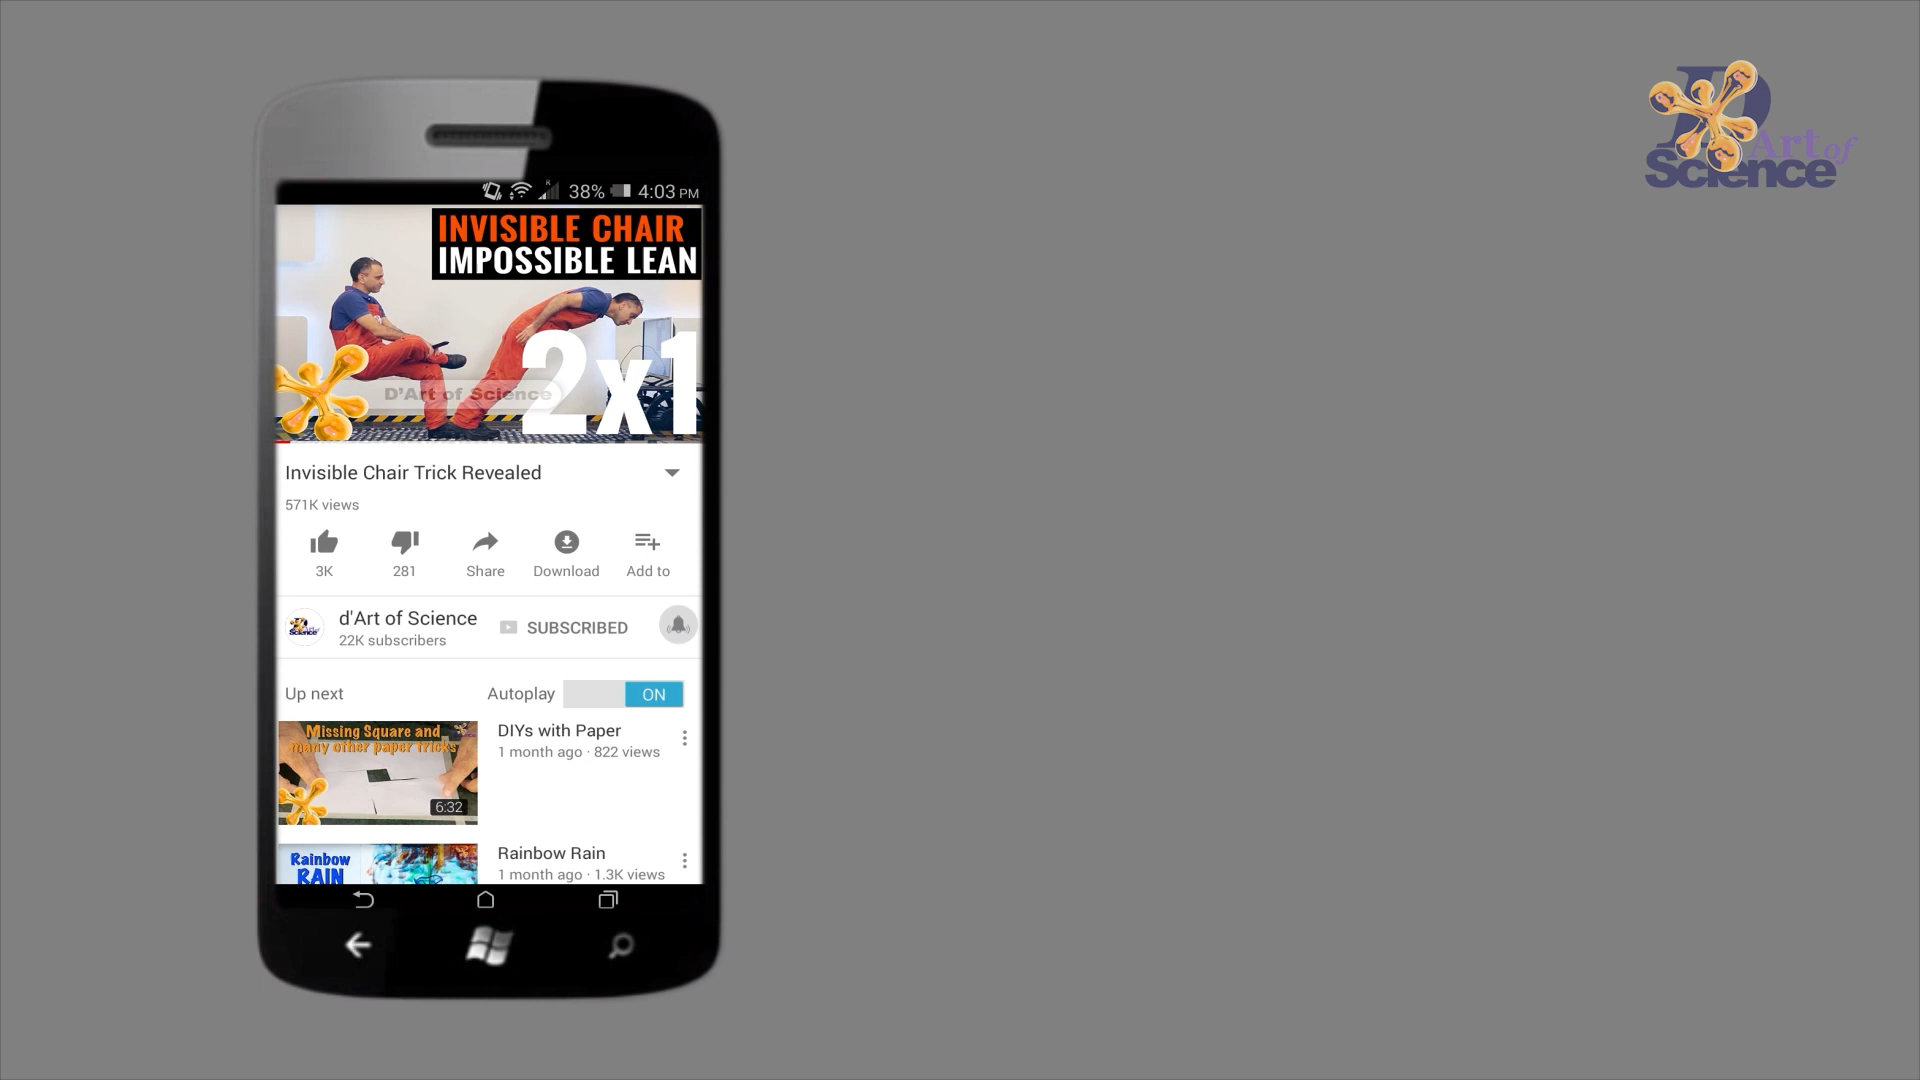 D
Art of
Science
R
38% 4:03 PM
INVISIBLE CHAIR
IMPOSSIBLE LEAN
2x1
D'Art of Science
Invisible Chair Trick Revealed
571K views
3K 281 Share Download Add to
d'Art of Science
22K subscribers
SUBSCRIBED
Up next Autoplay ON
Missing Square and
many other paper tricks
6:32
DIYs with Paper
1 month ago · 822 views
Rainbow
RAIN
Rainbow Rain
1 month ago · 1.3K views